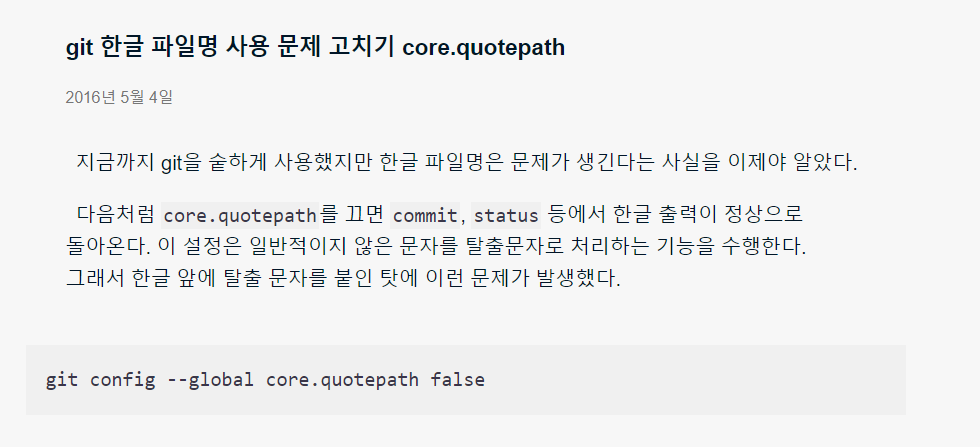 git 한글 파일명 사용 문제 고치기 core.quotepath
2016년 5월 4일
지금까지 git을 숱하게 사용했지만 한글 파일명은 문제가 생긴다는 사실을 이제야 알았다.
다음처럼 core.quotepath를 끄면 commit, status 등에서 한글 출력이 정상으로
돌아온다. 이 설정은 일반적이지 않은 문자를 탈출문자로 처리하는 기능을 수행한다.
그래서 한글 앞에 탈출 문자를 붙인 탓에 이런 문제가 발생했다.
git config --global core.quotepath false